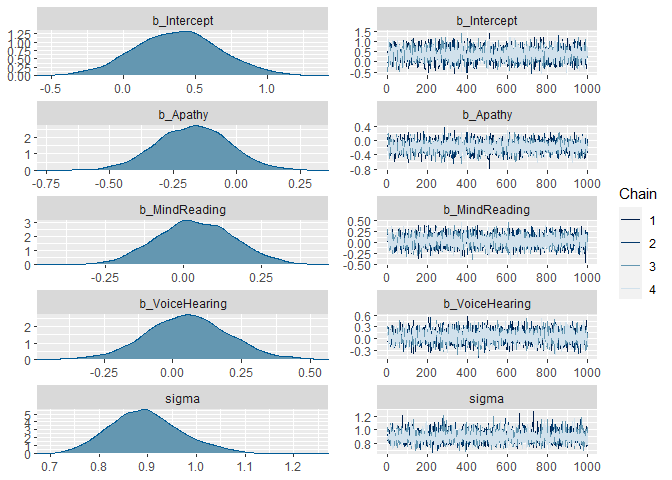 b_Intercept
1.25
1.00
0.75
0.50
0.25
0.00
-0.5 0.0 0.5 1.0
b_Intercept
1.5
1.0
0.5
0.0
-0.5
0 200 400 600 800 1000
b_Apathy
2
1
0
-0.75 -0.50 -0.25 0.00 0.25
b_Apathy
0.4
0.0
-0.4
-0.8
0 200 400 600 800 1000
b_MindReading
3
2
1
0
-0.25 0.00 0.25
b_MindReading
0.50
0.25
0.00
-0.25
-0.50
0 200 400 600 800 1000
b_VoiceHearing
2
1
0
-0.25 0.00 0.25 0.50
b_VoiceHearing
0.6
0.3
0.0
-0.3
0 200 400 600 800 1000
sigma
5
4
3
2
1
0
0.7 0.8 0.9 1.0 1.1 1.2
sigma
1.2
1.0
0.8
0 200 400 600 800 1000
Chain
1
2
3
4